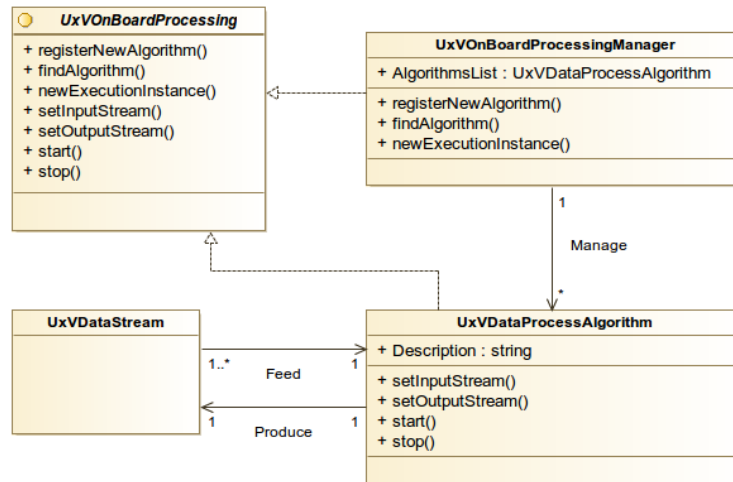 UxVOnBoardProcessing
+ registerNewAlgorithm()
+ findAlgorithm()
+ newExecutionInstance()
+ setInputStream()
+ setOutputStream()
+ start()
+ stop()
UxVOnBoardProcessingManager
+ AlgorithmsList : UxVDataProcessAlgorithm
+ registerNewAlgorithm()
+ findAlgorithm()
+ newExecutionInstance()
1
Manage
*
UxVDataStream
1..*
Feed
1
1
Produce
1
UxVDataProcessAlgorithm
+ Description : string
+ setInputStream()
+ setOutputStream()
+ start()
+ stop()